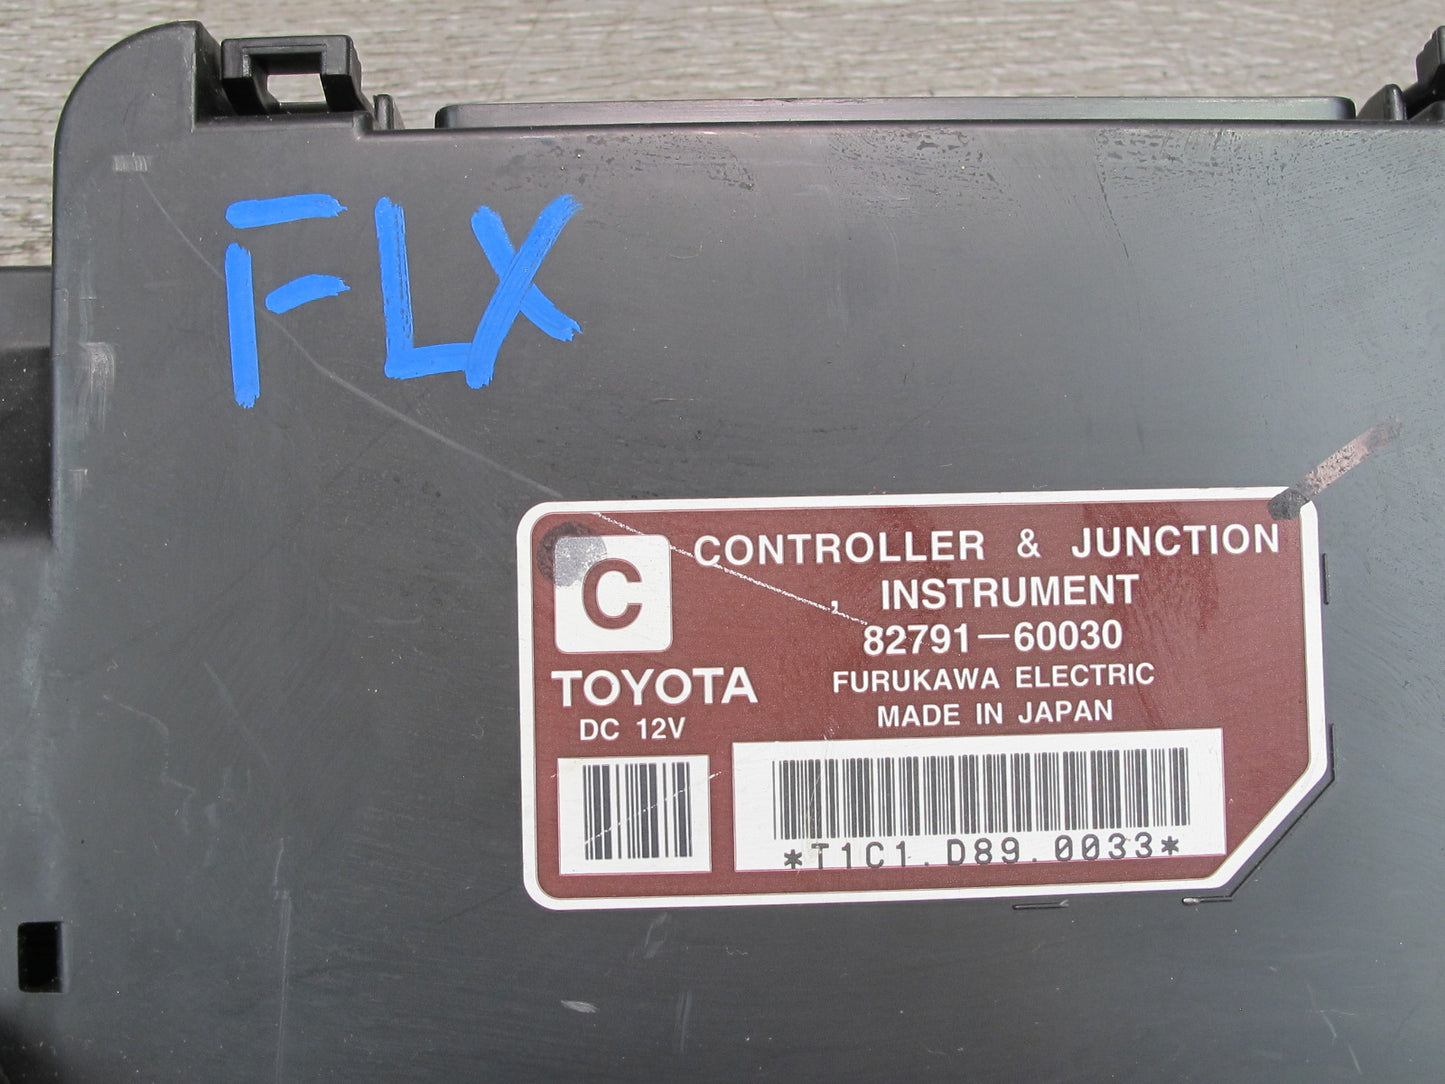 FLX
C
CONTROLLER & JUNCTION
, INSTRUMENT
82791-60030
TOYOTA
FURUKAWA ELECTRIC
DC 12V
MADE IN JAPAN
*T1C1.D89.0033*